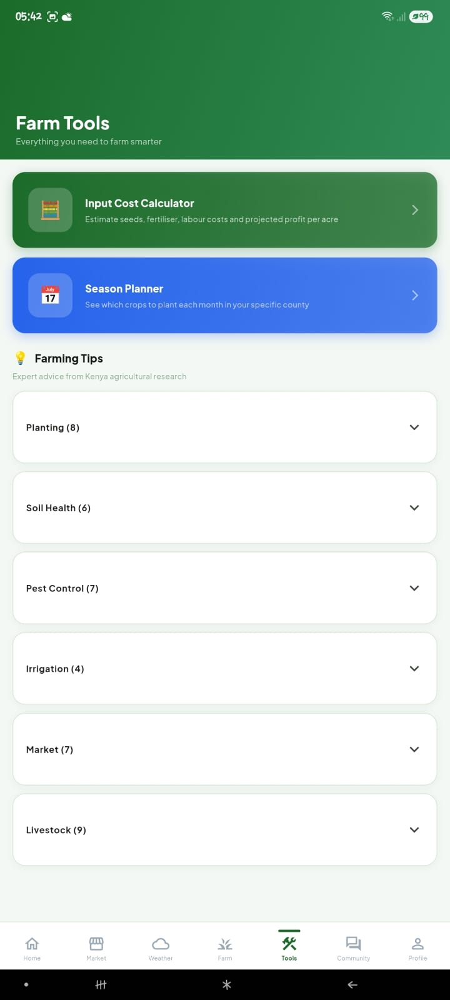 05:42
99
Farm Tools
Everything you need to farm smarter
Input Cost Calculator
Estimate seeds, fertiliser, labour costs and projected profit per acre
July
17
Season Planner
See which crops to plant each month in your specific county
Farming Tips
Expert advice from Kenya agricultural research
Planting (8)
Soil Health (6)
Pest Control (7)
Irrigation (4)
Market (7)
Livestock (9)
Home
Market
Weather
Farm
Tools
Community
Profile